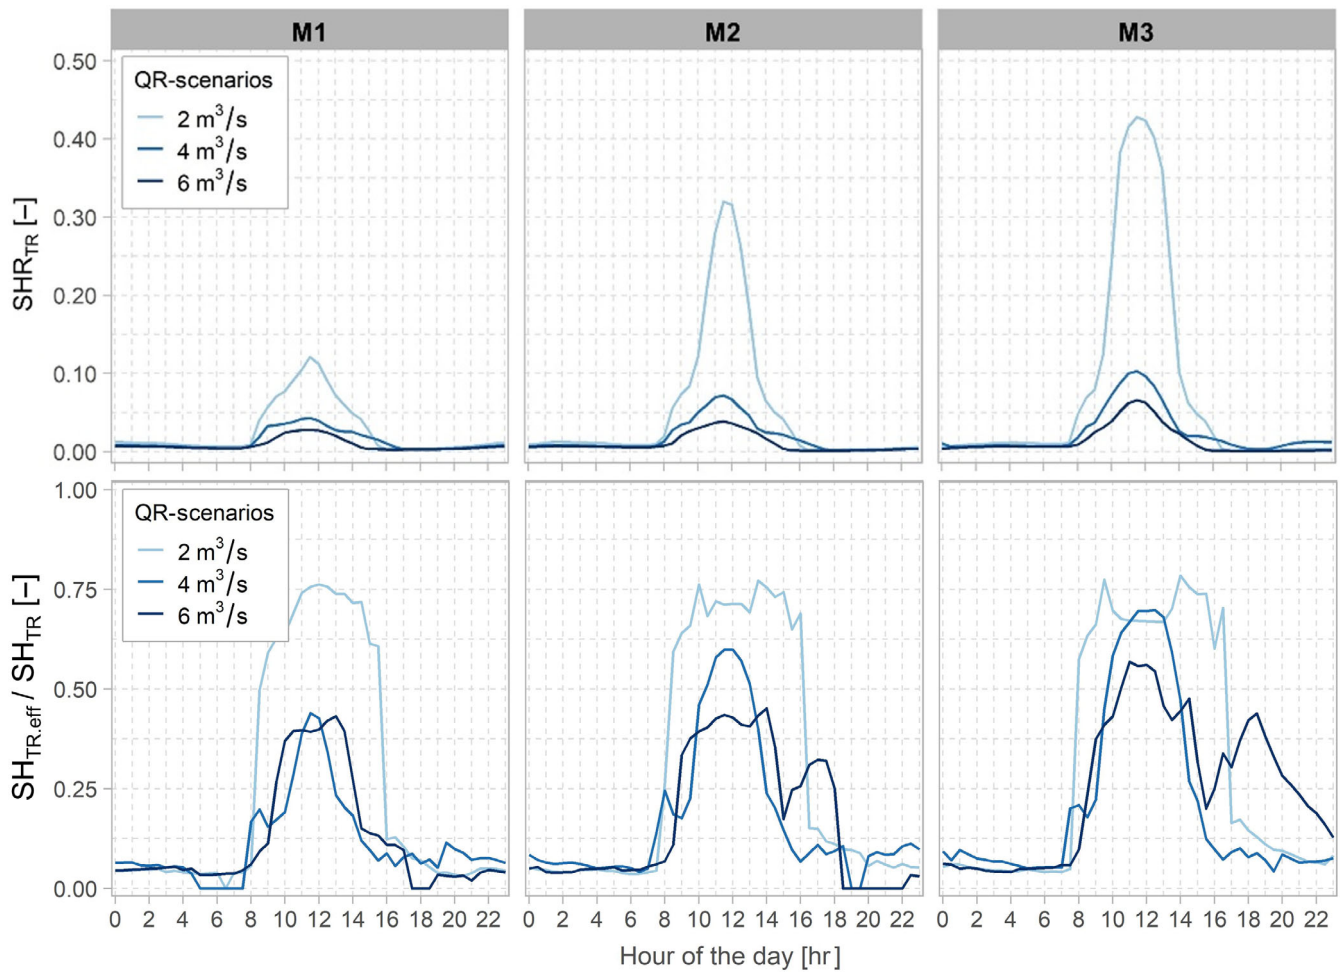 M1 M2 M3
0.50
0.40
0.30
0.20
0.10
0.00
SHR_TR [–]
QR-scenarios
2 m³/s
4 m³/s
6 m³/s
1.00
0.75
0.50
0.25
0.00
SH_TR.eff / SH_TR [–]
QR-scenarios
2 m³/s
4 m³/s
6 m³/s
0 2 4 6 8 10 12 14 16 18 20 22 0 2 4 6 8 10 12 14 16 18 20 22 0 2 4 6 8 10 12 14 16 18 20 22
Hour of the day [hr]